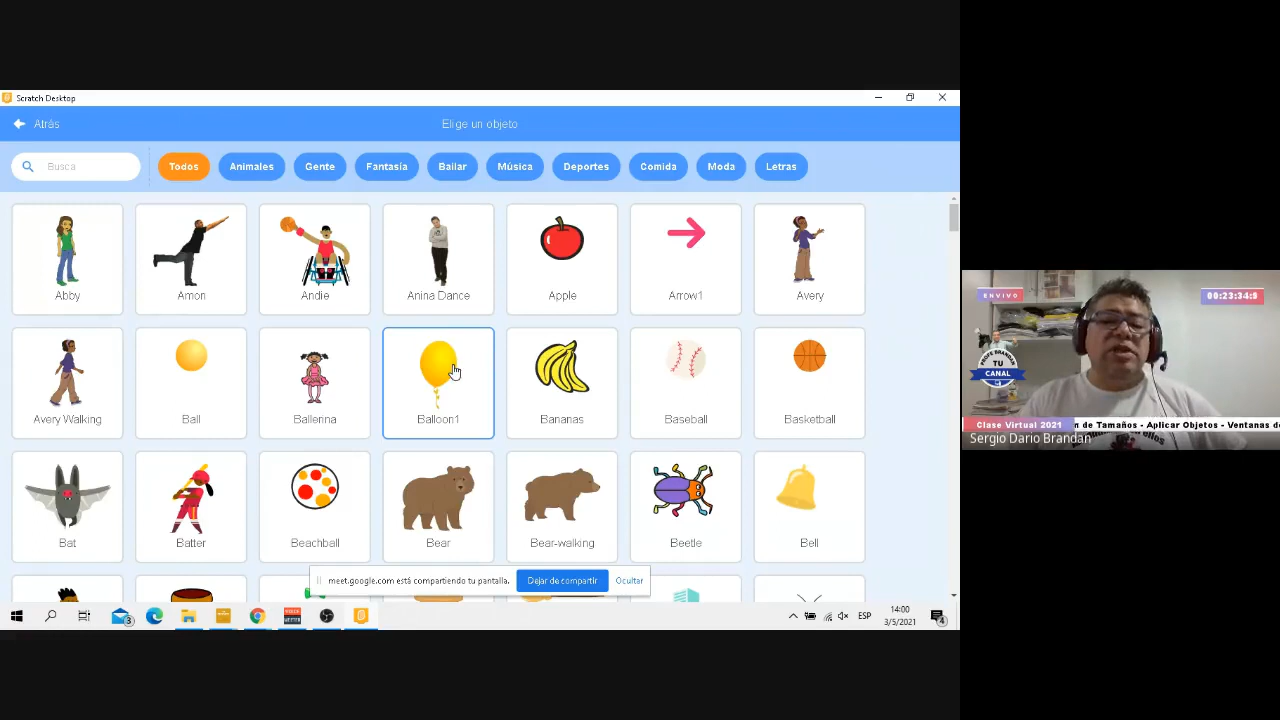 Scratch Desktop
Atrás
Elige un objeto
Busca
Todos
Animales
Gente
Fantasía
Bailar
Música
Deportes
Comida
Moda
Letras
Abby
Amon
Andie
Anina Dance
Apple
Arrow1
Avery
Avery Walking
Ball
Ballerina
Balloon1
Bananas
Baseball
Basketball
Bat
Batter
Beachball
Bear
Bear-walking
Beetle
Bell
meet.google.com está compartiendo tu pantalla.
Dejar de compartir
Ocultar
3
ESP
14:00
3/5/2021
4
EN VIVO
00:23:34:9
PROFE BRANDAN
TU
CANAL
Clase Virtual 2021
n de Tamaños - Aplicar Objetos - Ventanas de
Sergio Dario Brandan